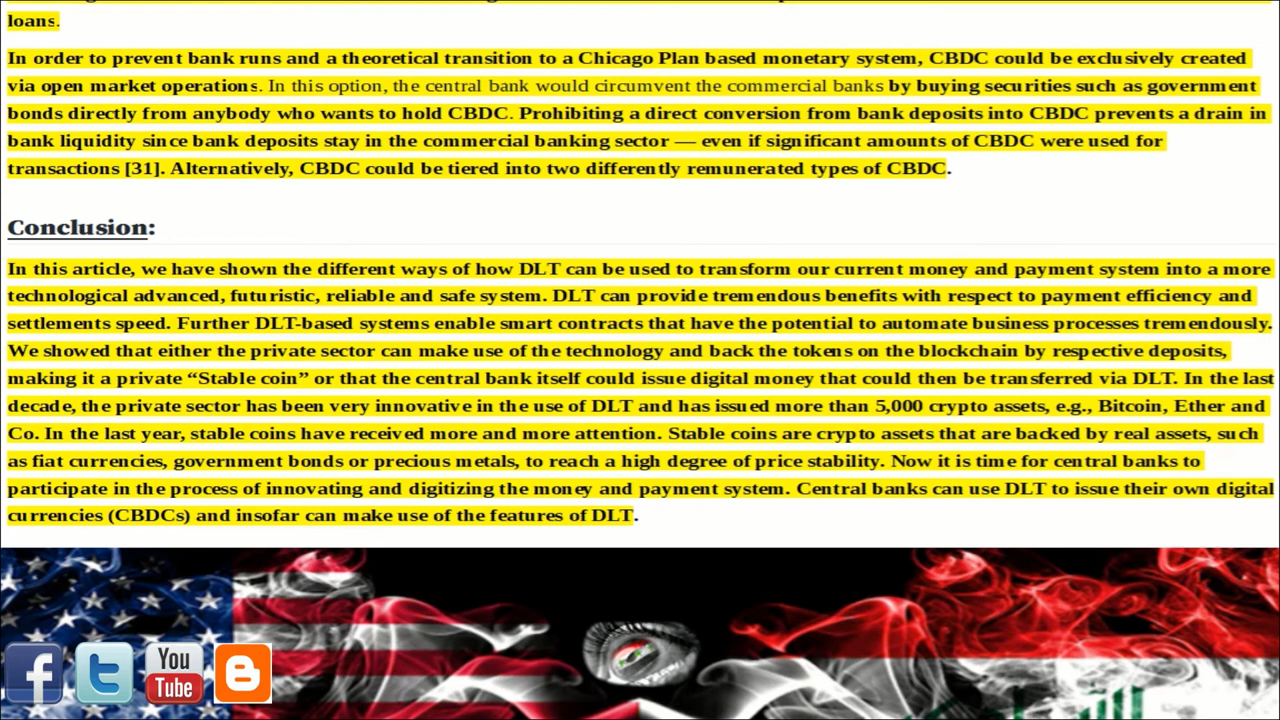 loans.
In order to prevent bank runs and a theoretical transition to a Chicago Plan based monetary system, CBDC could be exclusively created
via open market operations. In this option, the central bank would circumvent the commercial banks by buying securities such as government
bonds directly from anybody who wants to hold CBDC. Prohibiting a direct conversion from bank deposits into CBDC prevents a drain in
bank liquidity since bank deposits stay in the commercial banking sector — even if significant amounts of CBDC were used for
transactions [31]. Alternatively, CBDC could be tiered into two differently remunerated types of CBDC.
Conclusion:
In this article, we have shown the different ways of how DLT can be used to transform our current money and payment system into a more
technological advanced, futuristic, reliable and safe system. DLT can provide tremendous benefits with respect to payment efficiency and
settlements speed. Further DLT-based systems enable smart contracts that have the potential to automate business processes tremendously.
We showed that either the private sector can make use of the technology and back the tokens on the blockchain by respective deposits,
making it a private “Stable coin” or that the central bank itself could issue digital money that could then be transferred via DLT. In the last
decade, the private sector has been very innovative in the use of DLT and has issued more than 5,000 crypto assets, e.g., Bitcoin, Ether and
Co. In the last year, stable coins have received more and more attention. Stable coins are crypto assets that are backed by real assets, such
as fiat currencies, government bonds or precious metals, to reach a high degree of price stability. Now it is time for central banks to
participate in the process of innovating and digitizing the money and payment system. Central banks can use DLT to issue their own digital
currencies (CBDCs) and insofar can make use of the features of DLT.
You
Tube